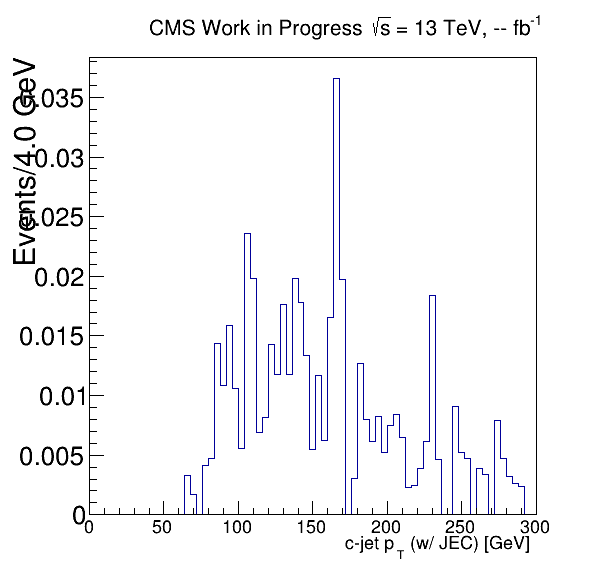 CMS Work in Progress √s = 13 TeV, -- fb-1
Events/4.0 GeV
0.035
0.03
0.025
0.02
0.015
0.01
0.005
0
0 50 100 150 200 250 300
c-jet pT (w/ JEC) [GeV]